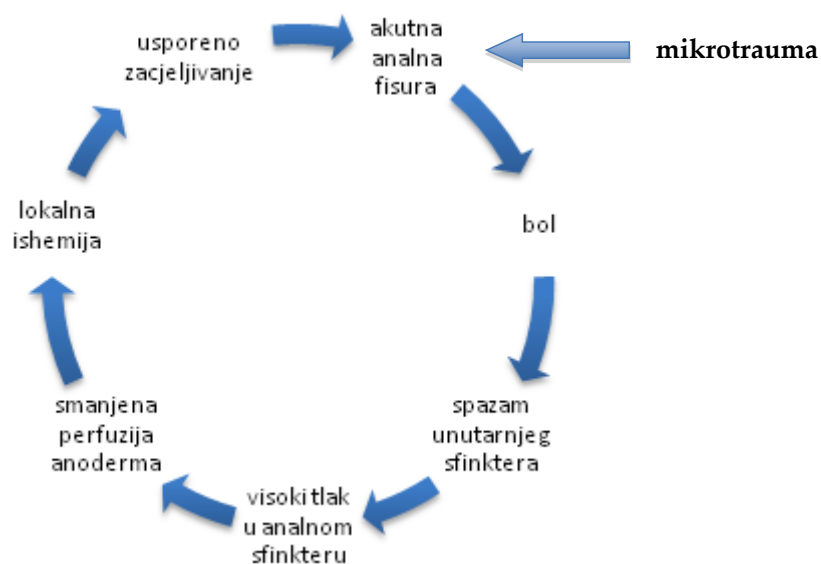 akutna
analna
fisura
mikrotrauma
bol
spazam
unutarnjeg
sfinktera
visoki tlak
u analnom
sfinkteru
smanjena
perfuzija
anoderma
lokalna
ishemija
usporeno
zacjeljivanje